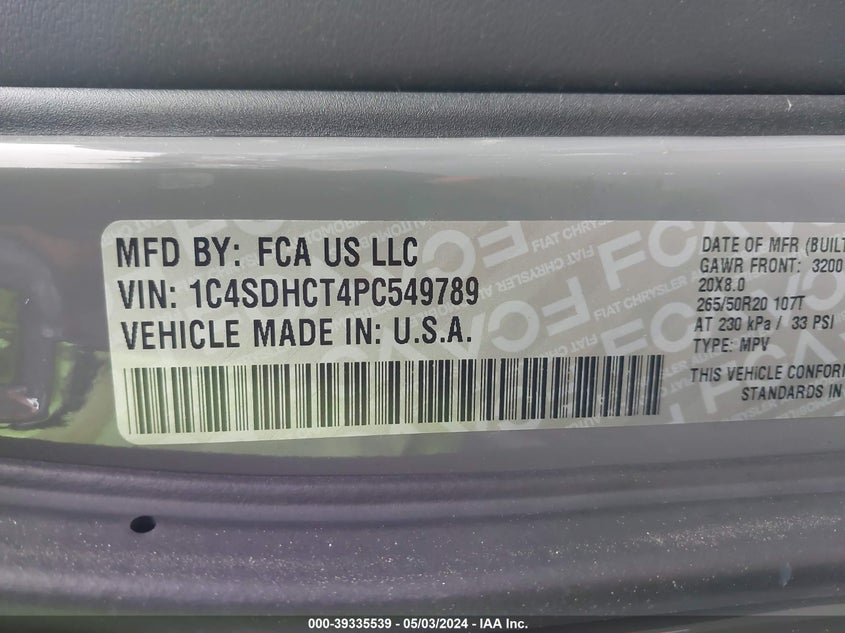 MFD BY: FCA US LLC
VIN: 1C4SDHCT4PC549789
VEHICLE MADE IN: U.S.A.
DATE OF MFR (BUILT
GAWR FRONT: 3200
20X8.0
265/50R20 107T
AT 230 kPa / 33 PSI
TYPE: MPV
THIS VEHICLE CONFOR
STANDARDS IN
000-39335539 - 05/03/2024 - IAA Inc.